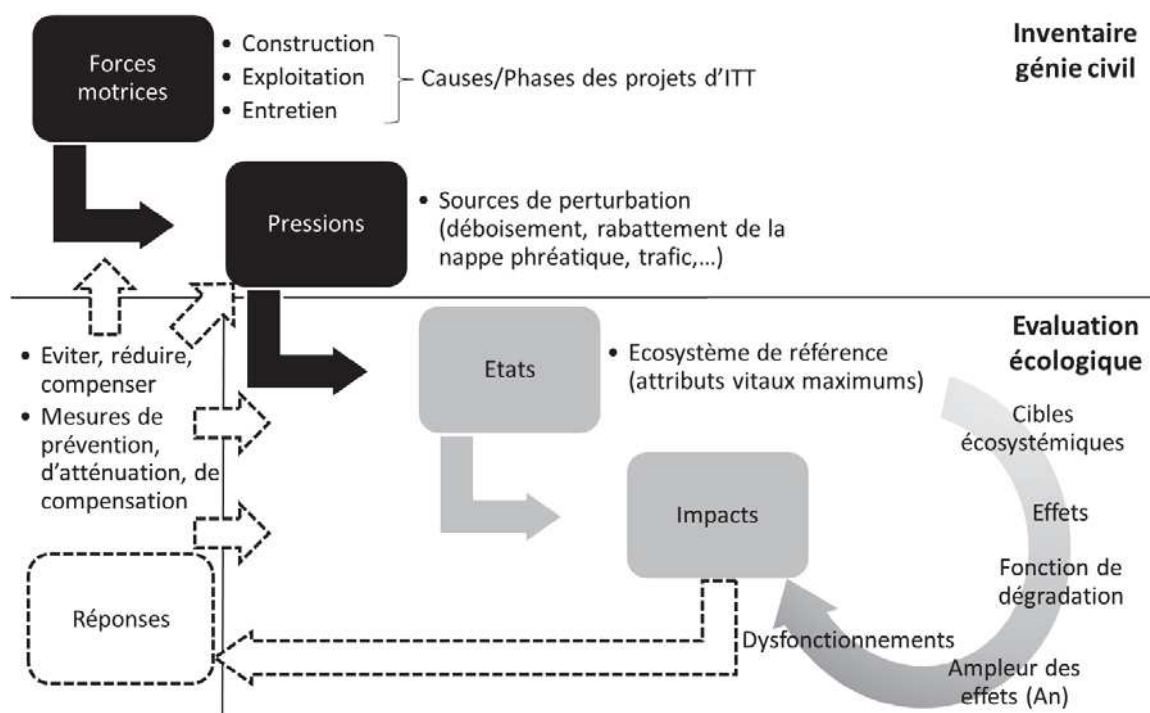 Forces
motrices
• Construction
• Exploitation
• Entretien
Causes/Phases des projets d'ITT
Inventaire
génie civil
Pressions
• Sources de perturbation
(déboisement, rabattement de la
nappe phréatique, trafic,...)
• Eviter, réduire,
compenser
• Mesures de
prévention,
d'atténuation, de
compensation
Etats
• Ecosystème de référence
(attributs vitaux maximums)
Evaluation
écologique
Cibles
écosystémiques
Impacts
Effets
Fonction de
dégradation
Réponses
Dysfonctionnements
Ampleur des
effets (An)